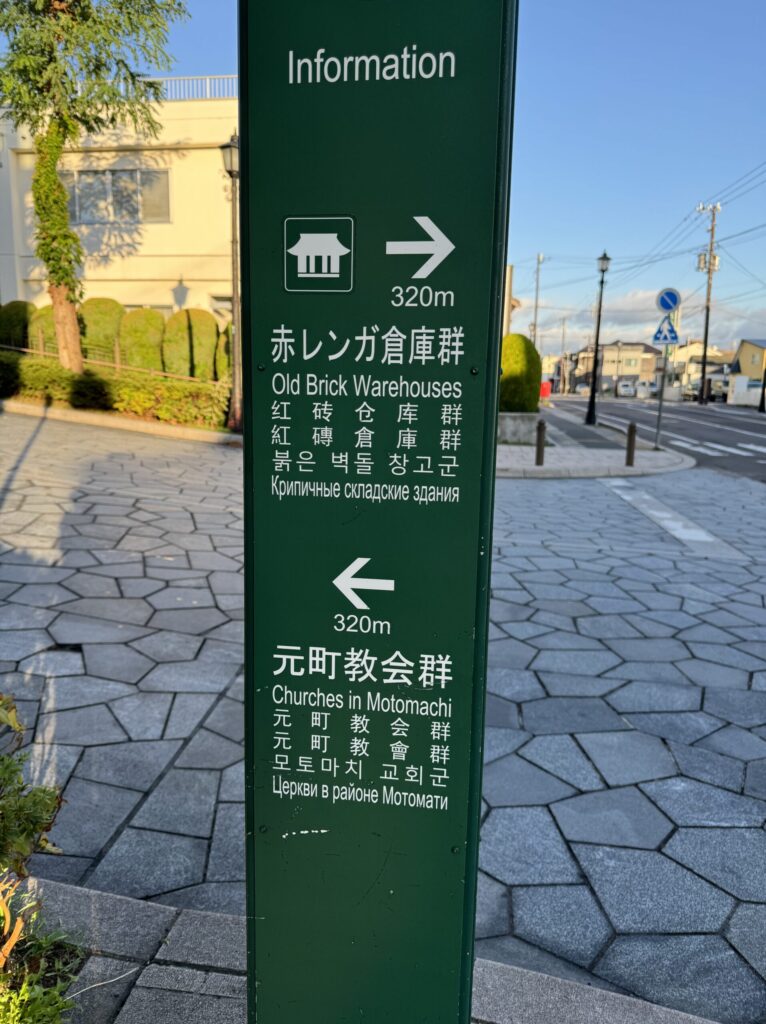 Information
320m
赤レンガ倉庫群
Old Brick Warehouses
红砖仓库群
紅磚倉庫群
붉은 벽돌 창고군
Крипичные складские здания
320m
元町教会群
Churches in Motomachi
元町教会群
元町教會群
모토마치 교회군
Церкви в районе Мотомати